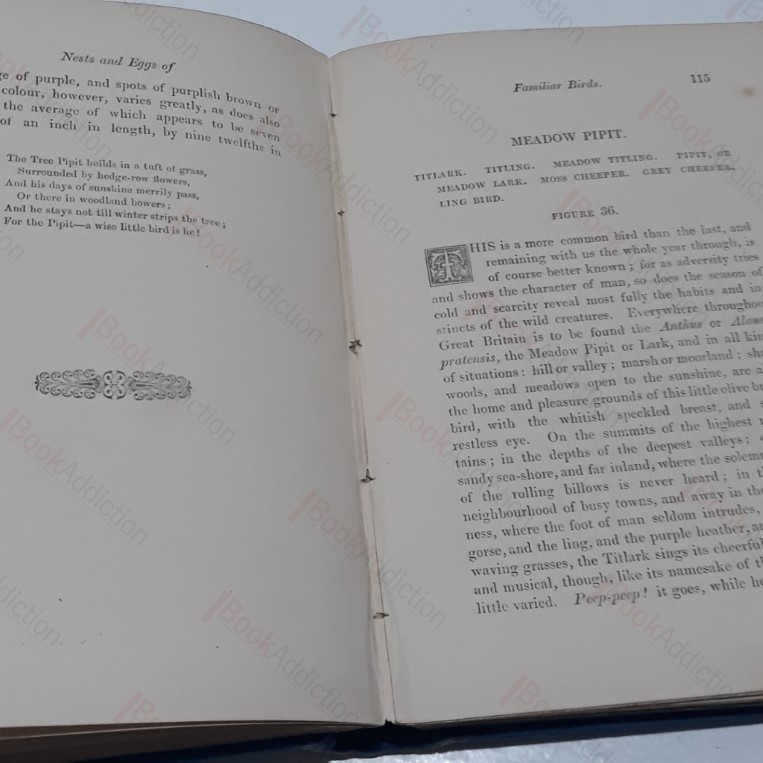 Nests and Eggs of
ge of purple, and spots of purplish brown or
colour, however, varies greatly, as does also
the average of which appears to be seven
of an inch in length, by nine twelfths in
The Tree Pipit builds in a tuft of grass,
Surrounded by hedge-row flowers,
And his days of sunshine merrily pass,
Or there in woodland bowers;
And he stays not till winter strips the tree;
For the Pipit—a wise little bird is he!
Familiar Birds. 115
MEADOW PIPIT.
TITLARK. TITLING. MEADOW TITLING. PIPIT, OR
MEADOW LARK. MOSS CHEEPER. GREY CHEEPER.
LING BIRD.
FIGURE 36.
THIS is a more common bird than the last, and
remaining with us the whole year through, is
of course better known; for as adversity tries
and shows the character of man, so does the season of
cold and scarcity reveal most fully the habits and in
stincts of the wild creatures. Everywhere througho
Great Britain is to be found the Anthus or Alau
pratensis, the Meadow Pipit or Lark, and in all kin
of situations: hill or valley; marsh or moorland; sh
woods, and meadows open to the sunshine, are a
the home and pleasure grounds of this little olive b
bird, with the whitish speckled breast, and
restless eye. On the summits of the highest
tains; in the depths of the deepest valleys;
sandy sea-shore, and far inland, where the solem
of the rolling billows is never heard; in t
neighbourhood of busy towns, and away in the
ness, where the foot of man seldom intrudes,
gorse, and the ling, and the purple heather, a
waving grasses, the Titlark sings its cheerful
and musical, though, like its namesake of t
little varied. Peep-peep! it goes, while he
BookAddiction